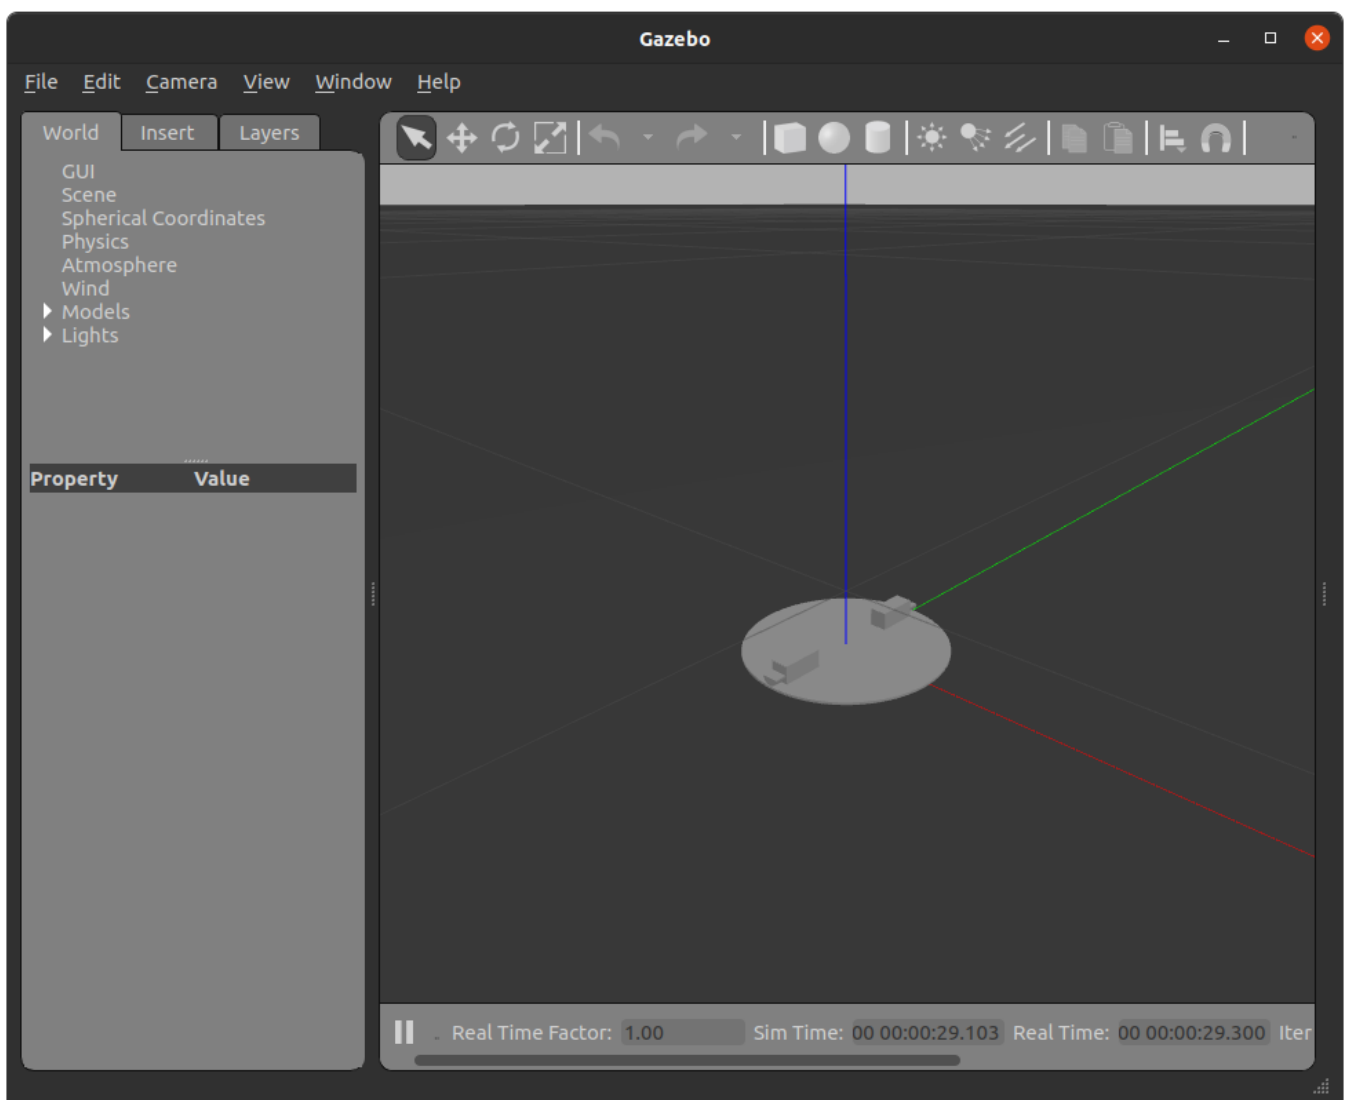 Gazebo
File Edit Camera View Window Help
World Insert Layers
GUI
Scene
Spherical Coordinates
Physics
Atmosphere
Wind
Models
Lights
Property Value
Real Time Factor: 1.00 Sim Time: 00 00:00:29.103 Real Time: 00 00:00:29.300 Iter